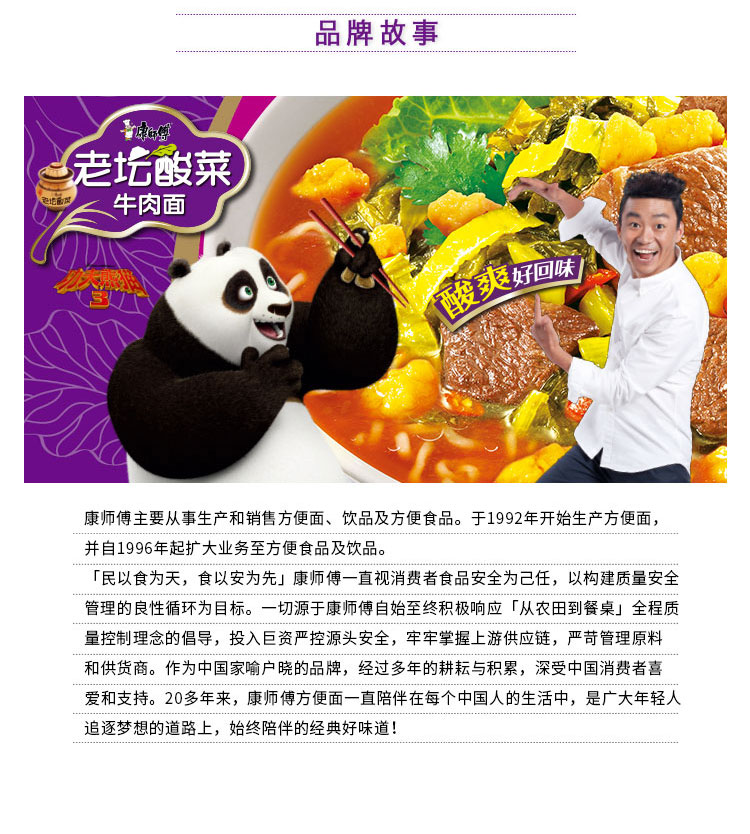 品牌故事
康师傅
老坛酸菜
牛肉面
老坛酸菜
功夫熊猫
3
酸爽好回味
康师傅主要从事生产和销售方便面、饮品及方便食品。于1992年开始生产方便面，
并自1996年起扩大业务至方便食品及饮品。
「民以食为天，食以安为先」康师傅一直视消费者食品安全为己任，以构建质量安全
管理的良性循环为目标。一切源于康师傅自始至终积极响应「从农田到餐桌」全程质
量控制理念的倡导，投入巨资严控源头安全，牢牢掌握上游供应链，严苛管理原料
和供货商。作为中国家喻户晓的品牌，经过多年的耕耘与积累，深受中国消费者喜
爱和支持。20多年来，康师傅方便面一直陪伴在每个中国人的生活中，是广大年轻人
追逐梦想的道路上，始终陪伴的经典好味道！